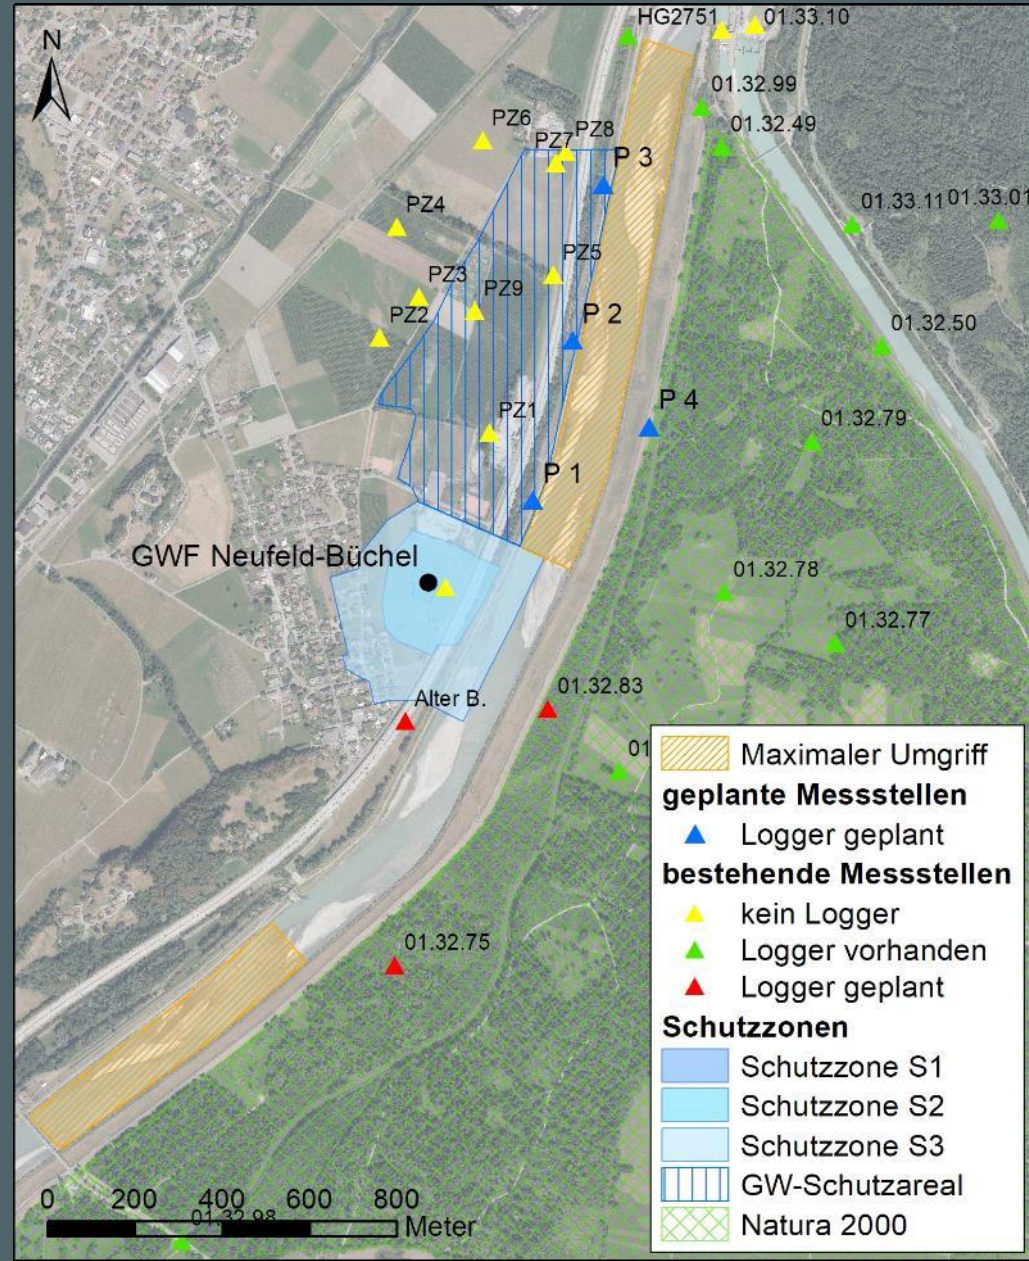 N
HG2751
01.33.10
01.32.99
01.32.49
PZ6
PZ7
PZ8
P 3
PZ4
01.33.11
01.33.01
PZ3
PZ5
PZ9
PZ2
P 2
01.32.50
P 4
PZ1
01.32.79
P 1
GWF Neufeld-Büchel
01.32.78
01.32.77
01.32.83
Alter B.
01
01.32.75
Maximaler Umgriff
geplante Messstellen
Logger geplant
bestehende Messstellen
kein Logger
Logger vorhanden
Logger geplant
Schutzzonen
Schutzzone S1
Schutzzone S2
Schutzzone S3
GW-Schutzareal
Natura 2000
0 200 400 600 800
Meter
01.32.98